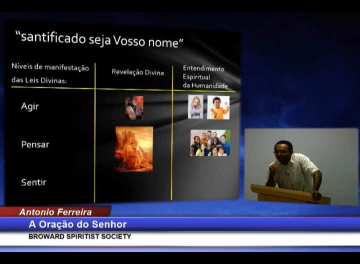 “santificado seja Vosso nome”
Níveis de manifestação
das Leis Divinas:
Revelação Divina
Entendimento
Espiritual
da Humanidade
Agir
Pensar
Sentir
Antonio Ferreira
A Oração do Senhor
BROWARD SPIRITIST SOCIETY